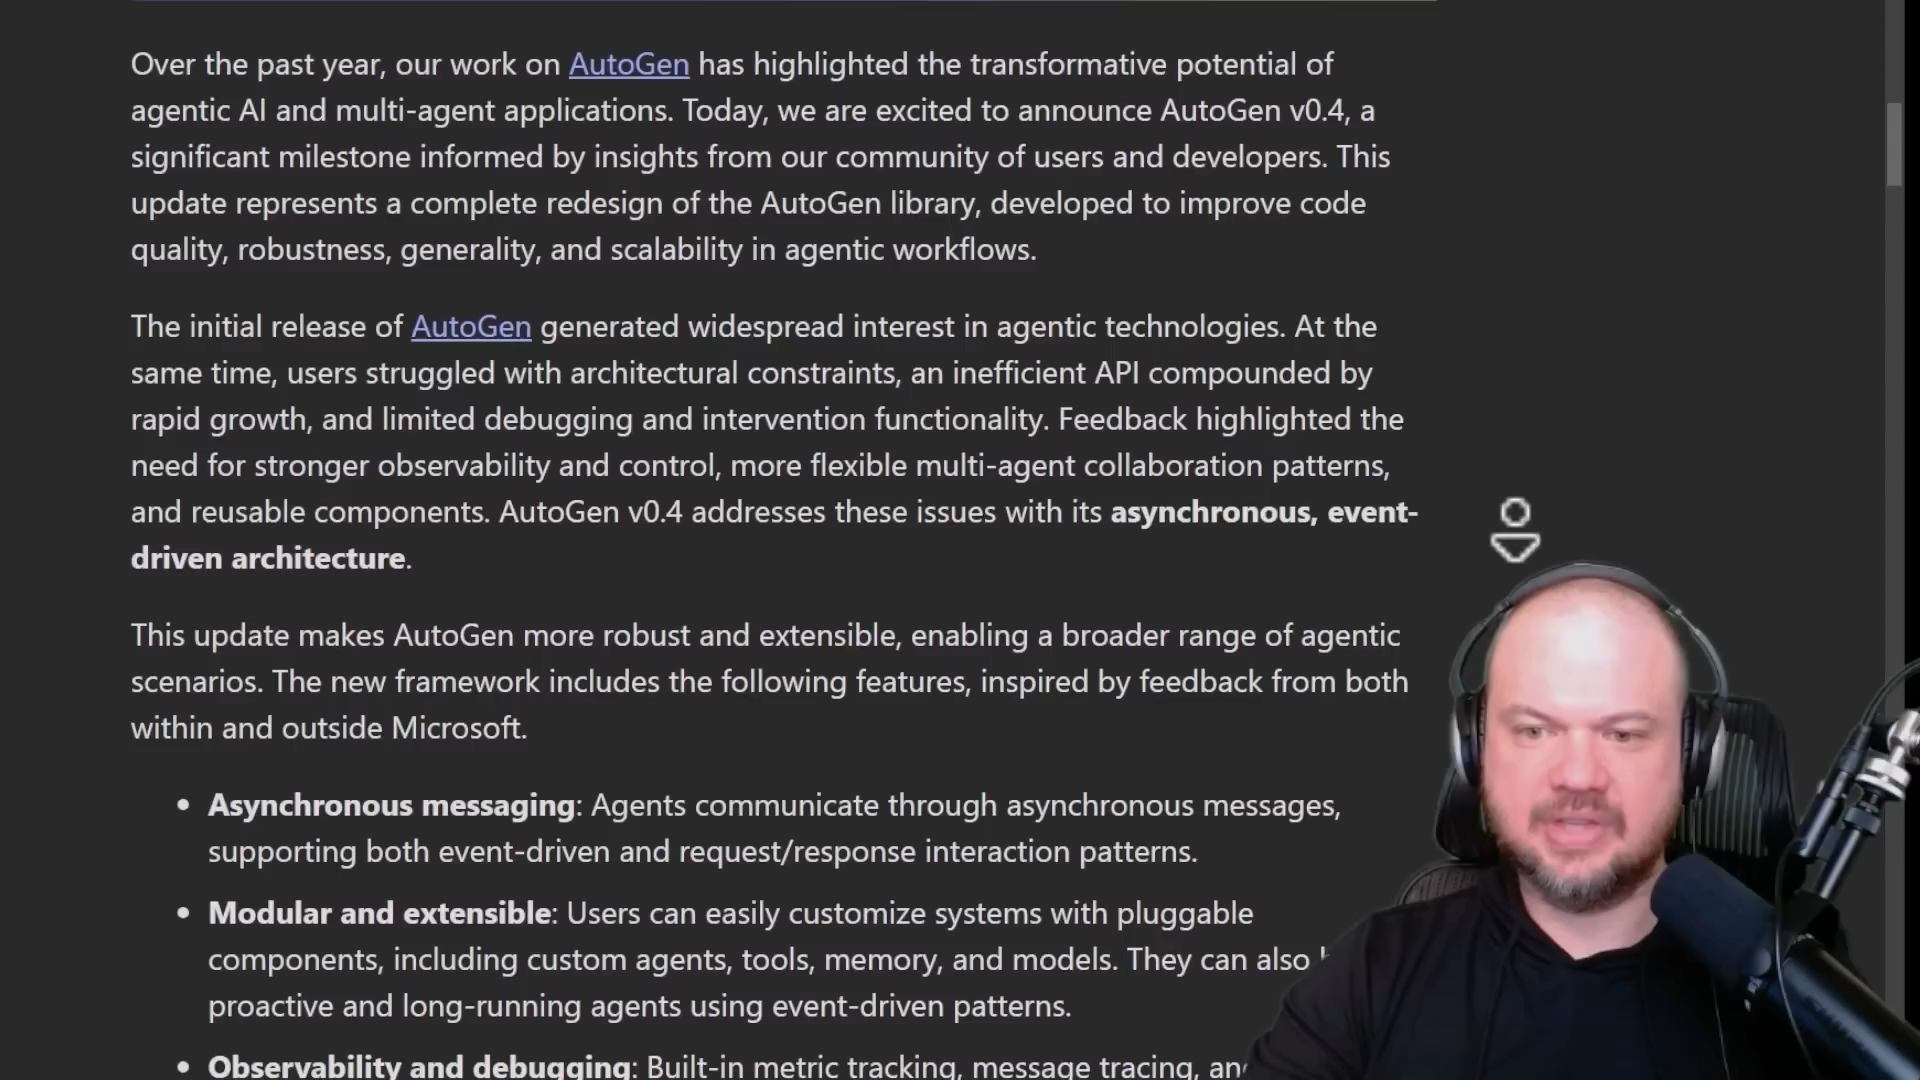 Over the past year, our work on AutoGen has highlighted the transformative potential of
agentic AI and multi-agent applications. Today, we are excited to announce AutoGen v0.4, a
significant milestone informed by insights from our community of users and developers. This
update represents a complete redesign of the AutoGen library, developed to improve code
quality, robustness, generality, and scalability in agentic workflows.
The initial release of AutoGen generated widespread interest in agentic technologies. At the
same time, users struggled with architectural constraints, an inefficient API compounded by
rapid growth, and limited debugging and intervention functionality. Feedback highlighted the
need for stronger observability and control, more flexible multi-agent collaboration patterns,
and reusable components. AutoGen v0.4 addresses these issues with its asynchronous, event-
driven architecture.
This update makes AutoGen more robust and extensible, enabling a broader range of agentic
scenarios. The new framework includes the following features, inspired by feedback from both
within and outside Microsoft.
• Asynchronous messaging: Agents communicate through asynchronous messages,
supporting both event-driven and request/response interaction patterns.
• Modular and extensible: Users can easily customize systems with pluggable
components, including custom agents, tools, memory, and models. They can also
proactive and long-running agents using event-driven patterns.
• Observability and debugging: Built-in metric tracking, message tracing,